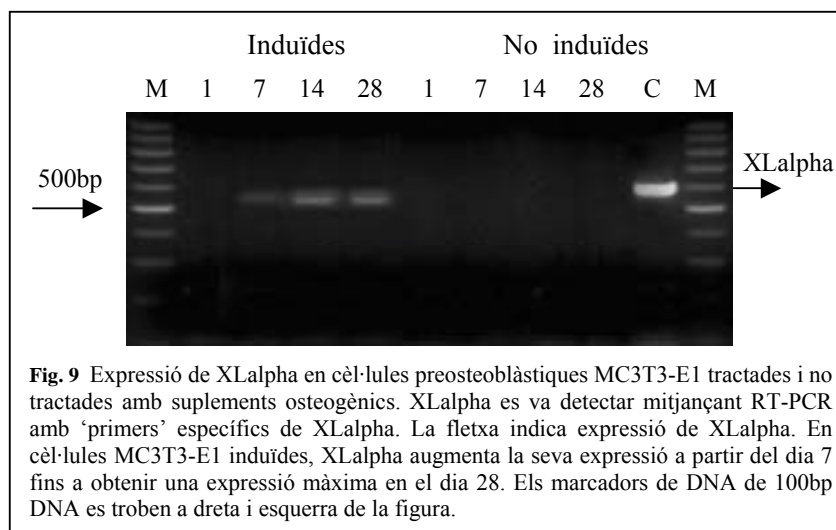 Induïdes No induïdes
M 1 7 14 28 1 7 14 28 C M
500bp
XLalpha
Fig. 9 Expressió de XLalpha en cèl·lules preosteoblàstiques MC3T3-E1 tractades i no
tractades amb suplements osteogènics. XLalpha es va detectar mitjançant RT-PCR
amb ‘primers’ específics de XLalpha. La fletxa indica expressió de XLalpha. En
cèl·lules MC3T3-E1 induïdes, XLalpha augmenta la seva expressió a partir del dia 7
fins a obtenir una expressió màxima en el dia 28. Els marcadors de DNA de 100bp
DNA es troben a dreta i esquerra de la figura.